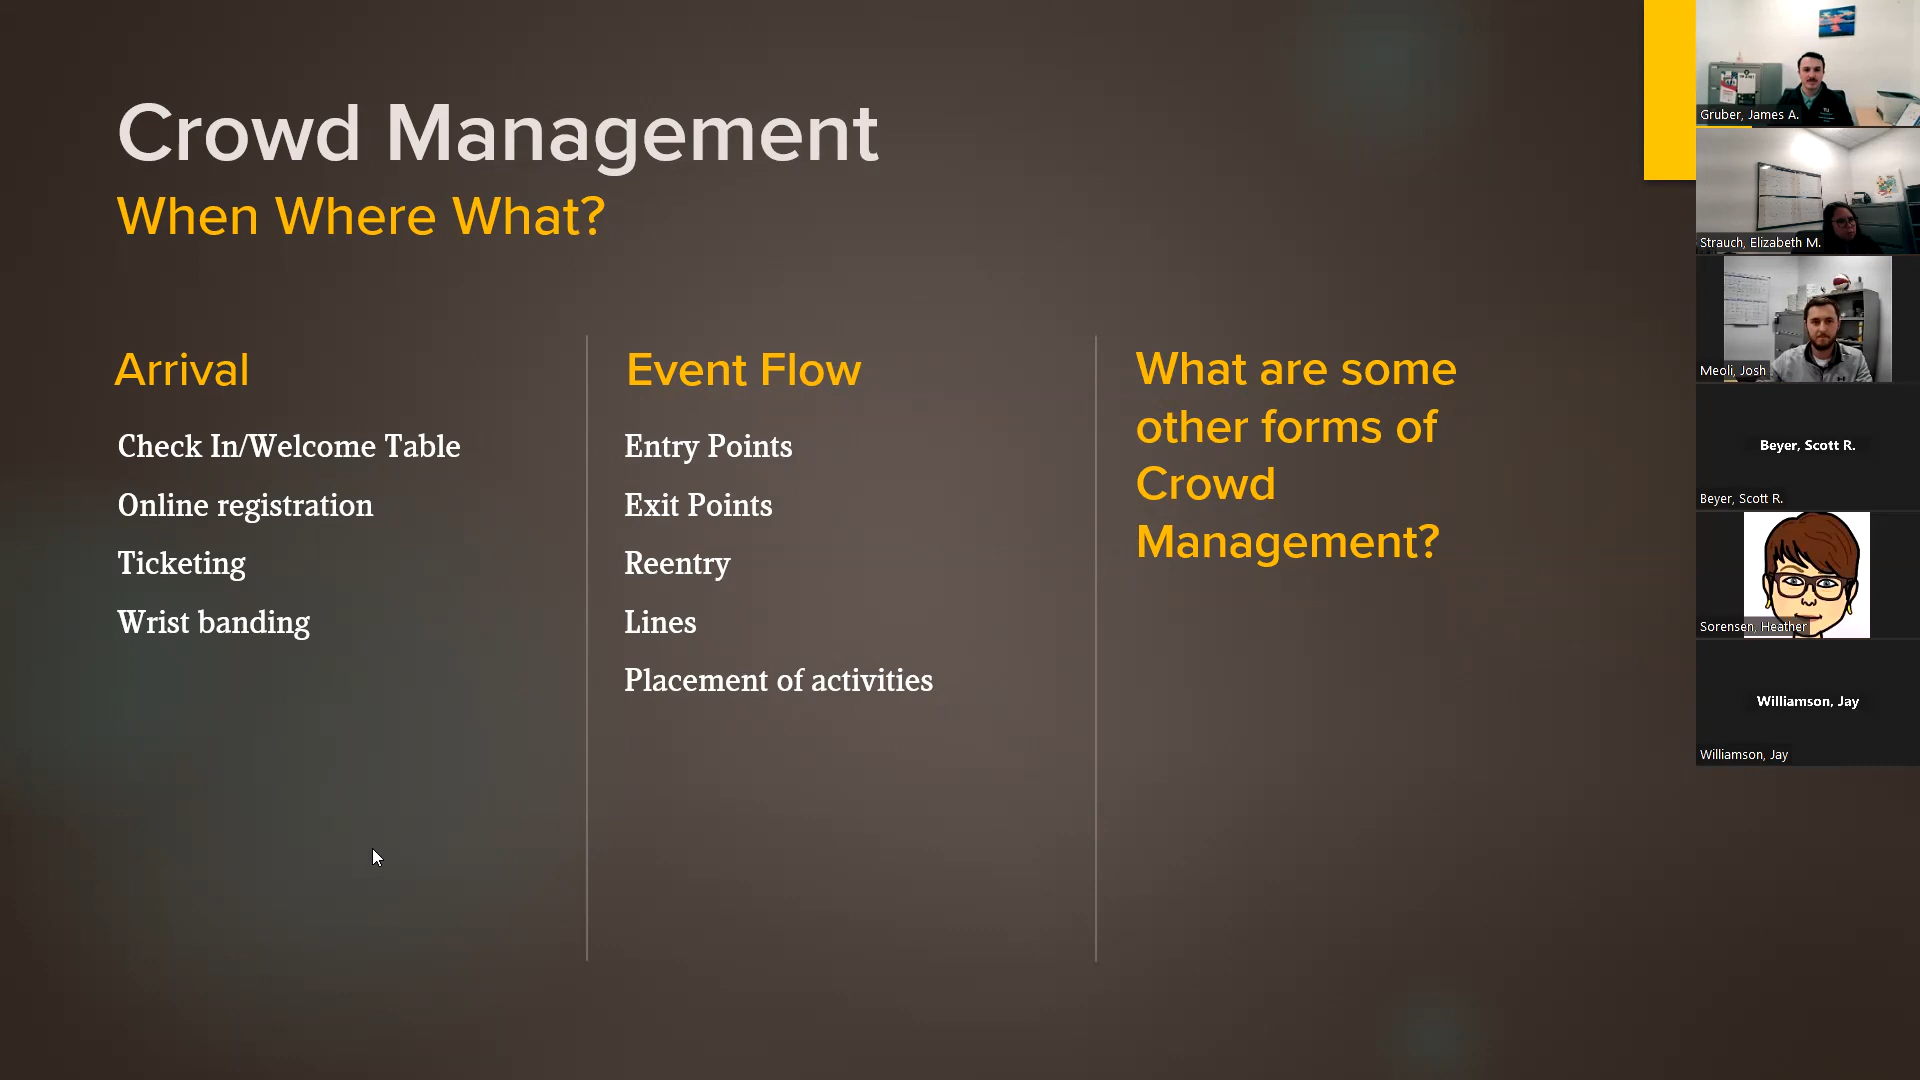 Crowd Management
When Where What?
Arrival
Check In/Welcome Table
Online registration
Ticketing
Wrist banding
Event Flow
Entry Points
Exit Points
Reentry
Lines
Placement of activities
What are some
other forms of
Crowd
Management?
Gruber, James A.
Strauch, Elizabeth M.
Meoli, Josh
Beyer, Scott R.
Beyer, Scott R.
Sorensen, Heather
Williamson, Jay
Williamson, Jay